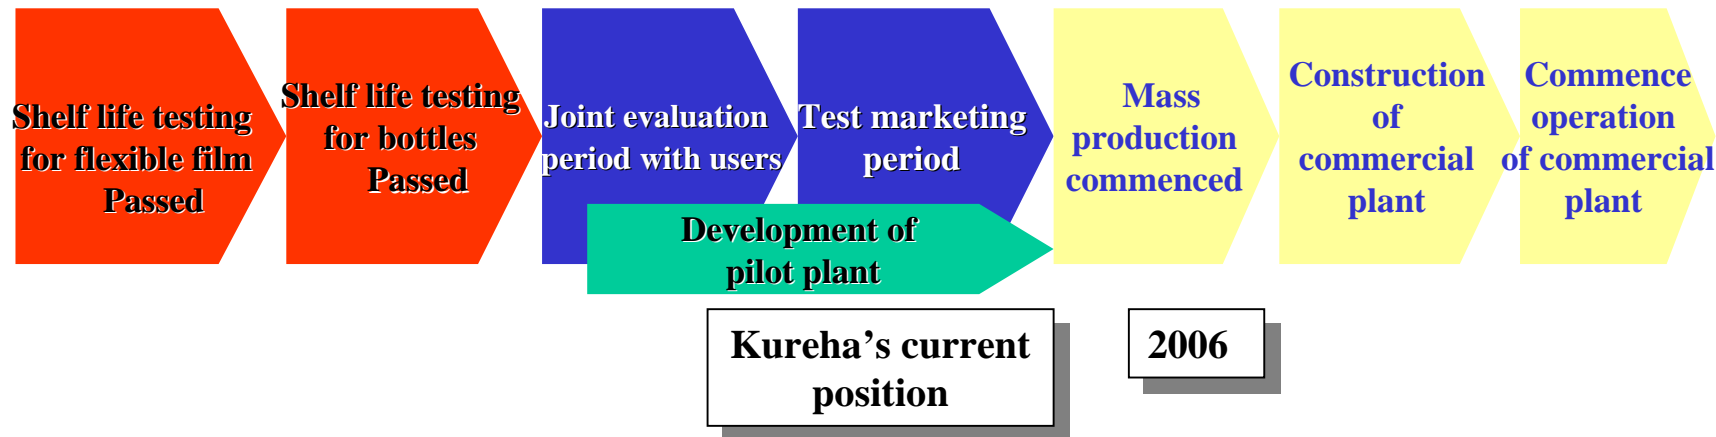 Shelf life testing
for flexible film
Passed
Shelf life testing
for bottles
Passed
Joint evaluation
period with users
Test marketing
period
Development of
pilot plant
Mass
production
commenced
Construction
of
commercial
plant
Commence
operation
of commercial
plant
Kureha’s current
position
2006